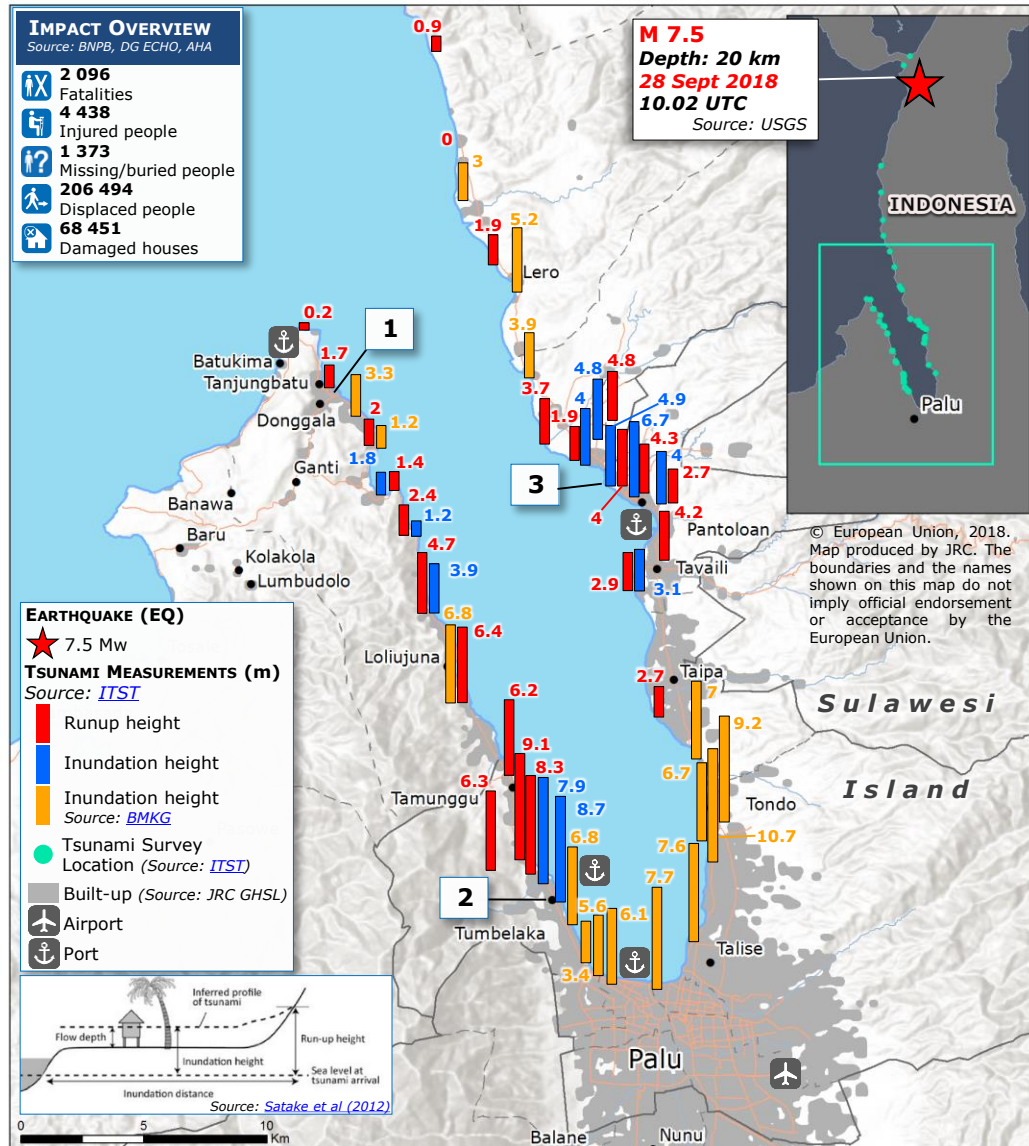 IMPACT OVERVIEW
Source: BNPB, DG ECHO, AHA
2 096
Fatalities
4 438
Injured people
1 373
Missing/buried people
206 494
Displaced people
68 451
Damaged houses
M 7.5
Depth: 20 km
28 Sept 2018
10.02 UTC
Source: USGS
INDONESIA
Palu
© European Union, 2018.
Map produced by JRC. The
boundaries and the names
shown on this map do not
imply official endorsement
or acceptance by the
European Union.
0.9
0
3
1.9
5.2
Lero
3.9
0.2
1
Batukima
1.7
Tanjungbatu
3.3
Donggala
2
1.2
1.8
1.4
Ganti
Banawa
2.4
1.2
Baru
4.7
Kolakola
3.9
Lumbudolo
3.7
1.9
4
4.8
4.8
4.9
6.7
4.3
4
2.7
3
4
4.2
Pantoloan
Tavaili
2.9
3.1
6.8
6.4
Loliujuna
2.7
Taipa
7
6.2
9.2
9.1
6.7
6.3
8.3
7.9
8.7
Tamunggu
Tondo
10.7
6.8
7.6
7.7
2
5.6
6.1
Tumbelaka
3.4
Talise
Palu
Balane
Nunu
Sulawesi
Island
EARTHQUAKE (EQ)
7.5 Mw
TSUNAMI MEASUREMENTS (m)
Source: ITST
Runup height
Inundation height
Inundation height
Source: BMKG
Tsunami Survey
Location (Source: ITST)
Built-up (Source: JRC GHSL)
Airport
Port
Inferred profile
of tsunami
Flow depth
Run-up height
Inundation height
Sea level at
tsunami arrival
Inundation distance
Source: Satake et al (2012)
0 5 10
Km